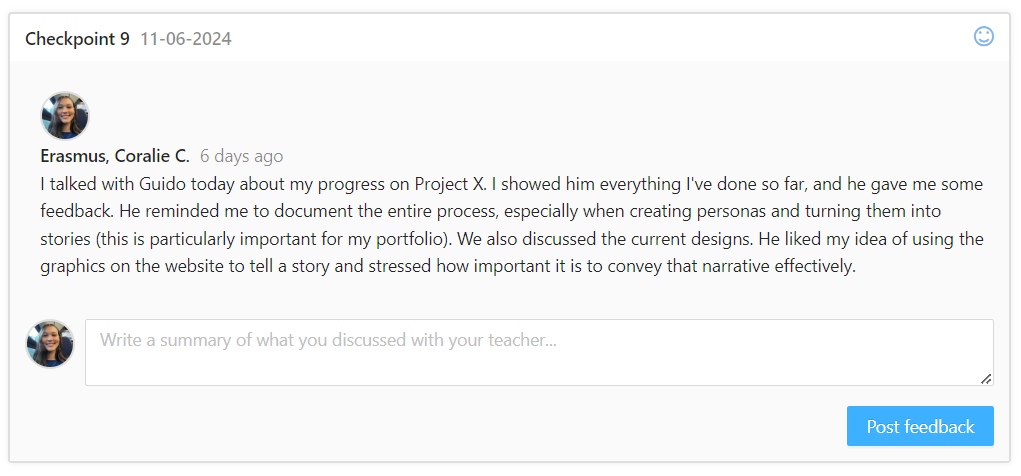 Checkpoint 9 11-06-2024
Erasmus, Coralie C. 6 days ago
I talked with Guido today about my progress on Project X. I showed him everything I've done so far, and he gave me some
feedback. He reminded me to document the entire process, especially when creating personas and turning them into
stories (this is particularly important for my portfolio). We also discussed the current designs. He liked my idea of using the
graphics on the website to tell a story and stressed how important it is to convey that narrative effectively.
Write a summary of what you discussed with your teacher...
Post feedback